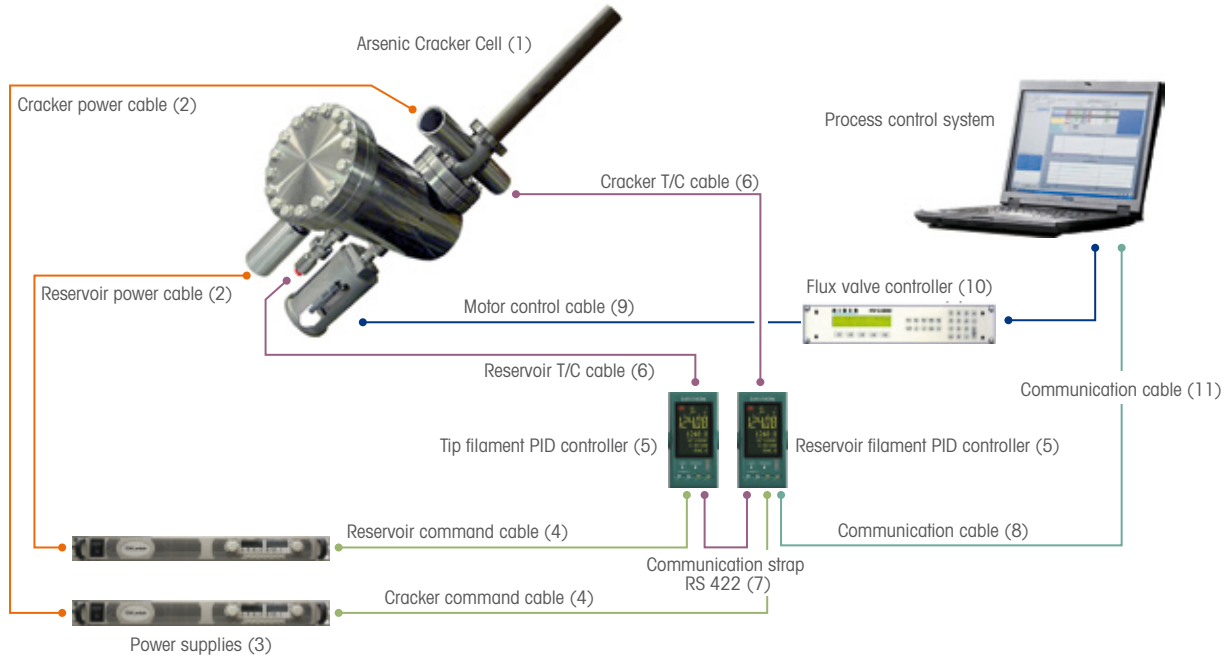 Arsenic Cracker Cell (1)
Cracker power cable (2)
Process control system
Cracker T/C cable (6)
Reservoir power cable (2)
Motor control cable (9)
Flux valve controller (10)
Reservoir T/C cable (6)
Communication cable (11)
Tip filament PID controller (5)
Reservoir filament PID controller (5)
Reservoir command cable (4)
Communication cable (8)
Communication strap
RS 422 (7)
Cracker command cable (4)
Power supplies (3)